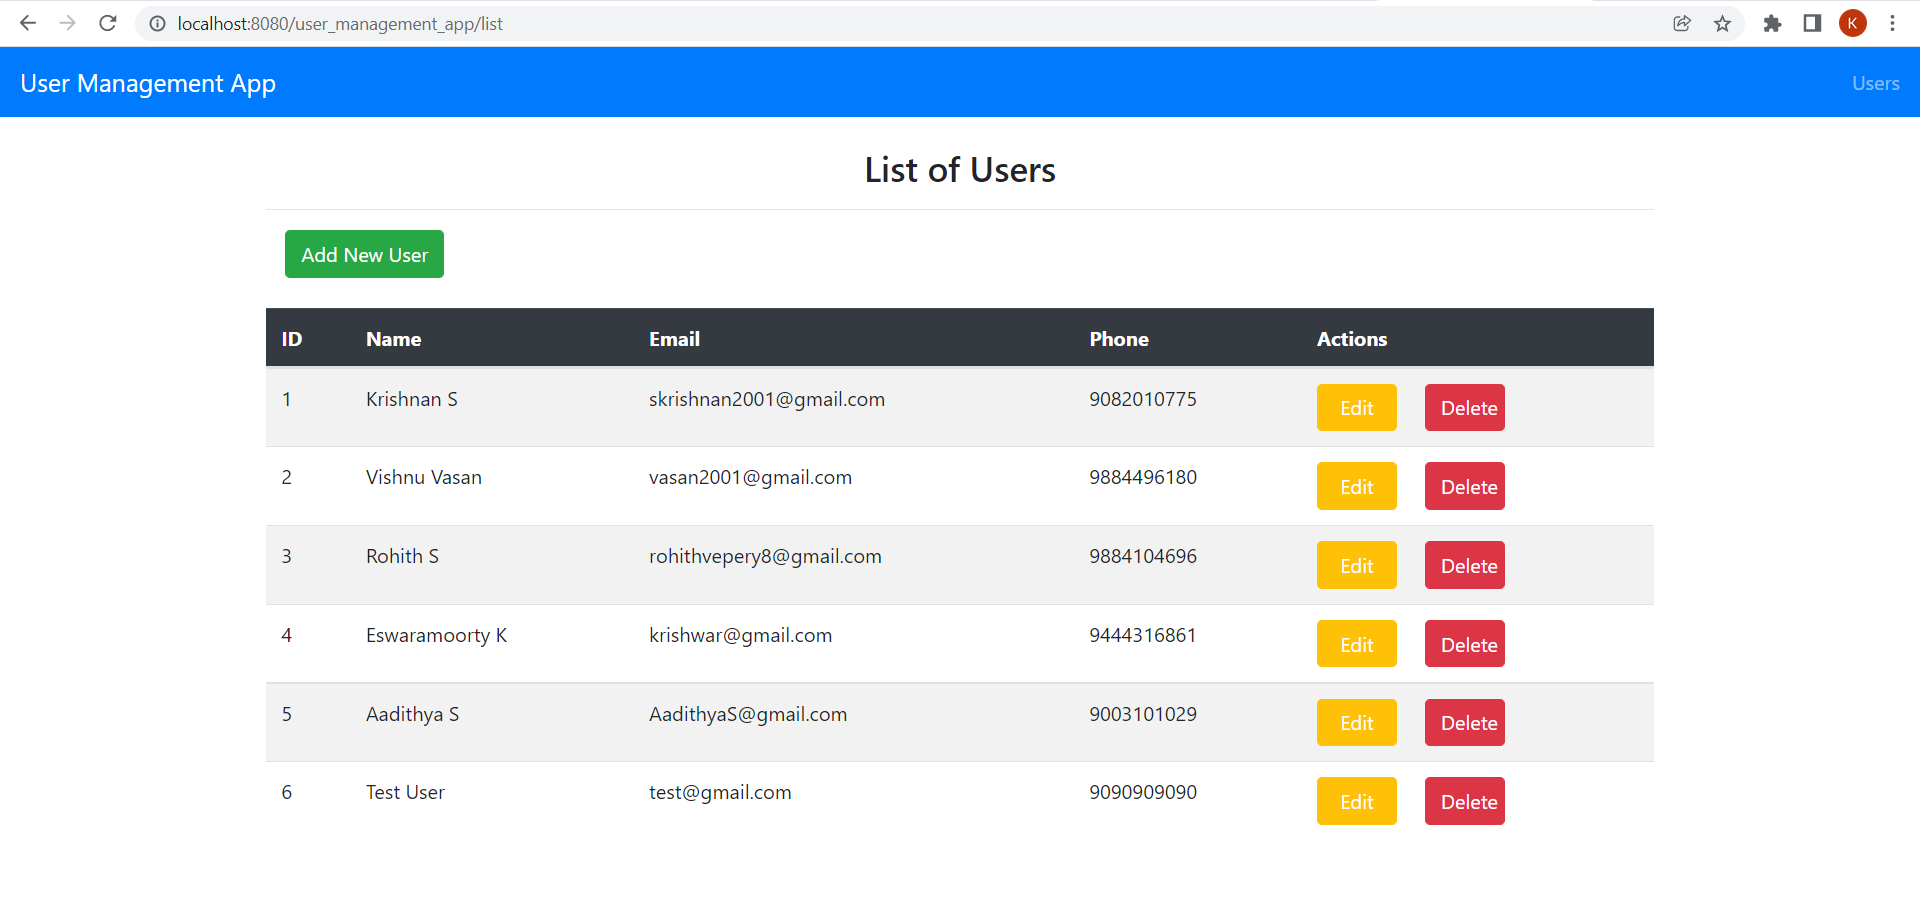 localhost:8080/user_management_app/list
K
User Management App Users
List of Users
Add New User
ID Name Email Phone Actions
1 Krishnan S skrishnan2001@gmail.com 9082010775 Edit Delete
2 Vishnu Vasan vasan2001@gmail.com 9884496180 Edit Delete
3 Rohith S rohithvepery8@gmail.com 9884104696 Edit Delete
4 Eswaramoorty K krishwar@gmail.com 9444316861 Edit Delete
5 Aadithya S AadithyaS@gmail.com 9003101029 Edit Delete
6 Test User test@gmail.com 9090909090 Edit Delete